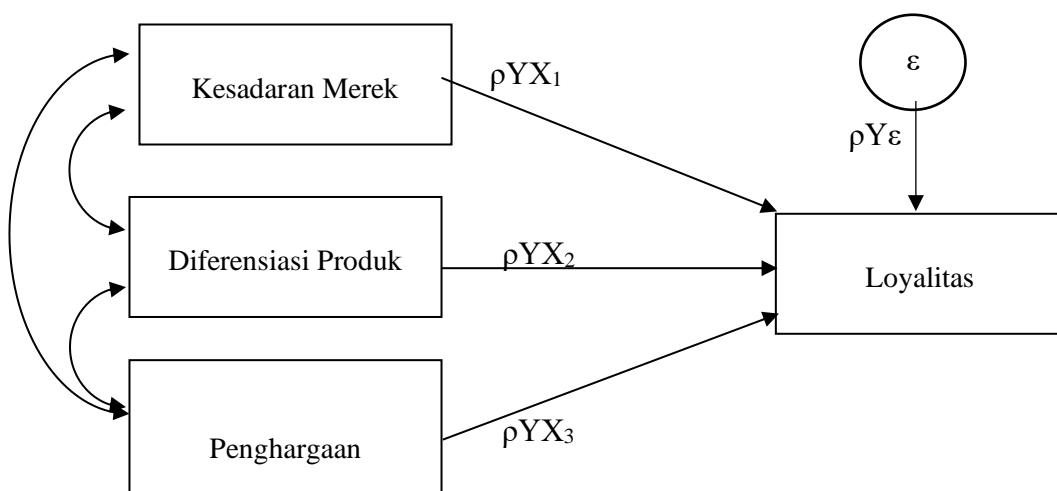 Kesadaran Merek
ρYX₁
ε
ρYε
Diferensiasi Produk
ρYX₂
Loyalitas
Penghargaan
ρYX₃